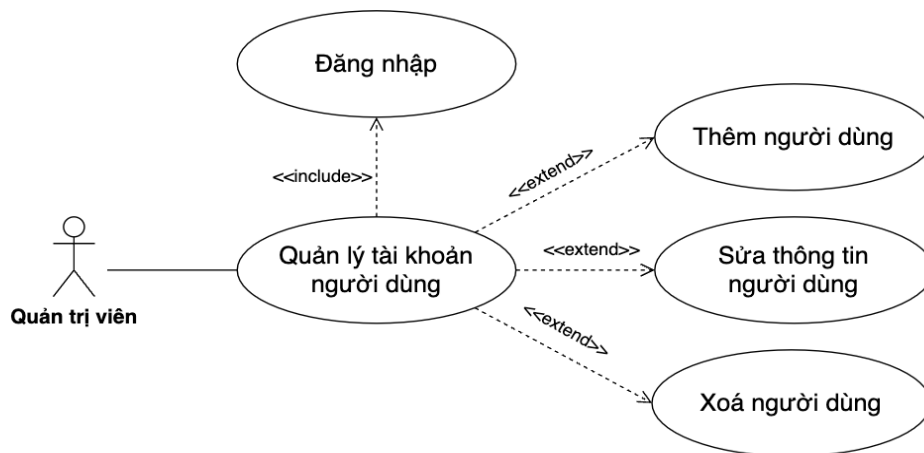 Đăng nhập
Thêm người dùng
<<extend>>
<<include>>
Quản lý tài khoản
người dùng
<<extend>>
Sửa thông tin
người dùng
Quản trị viên
<<extend>>
Xoá người dùng